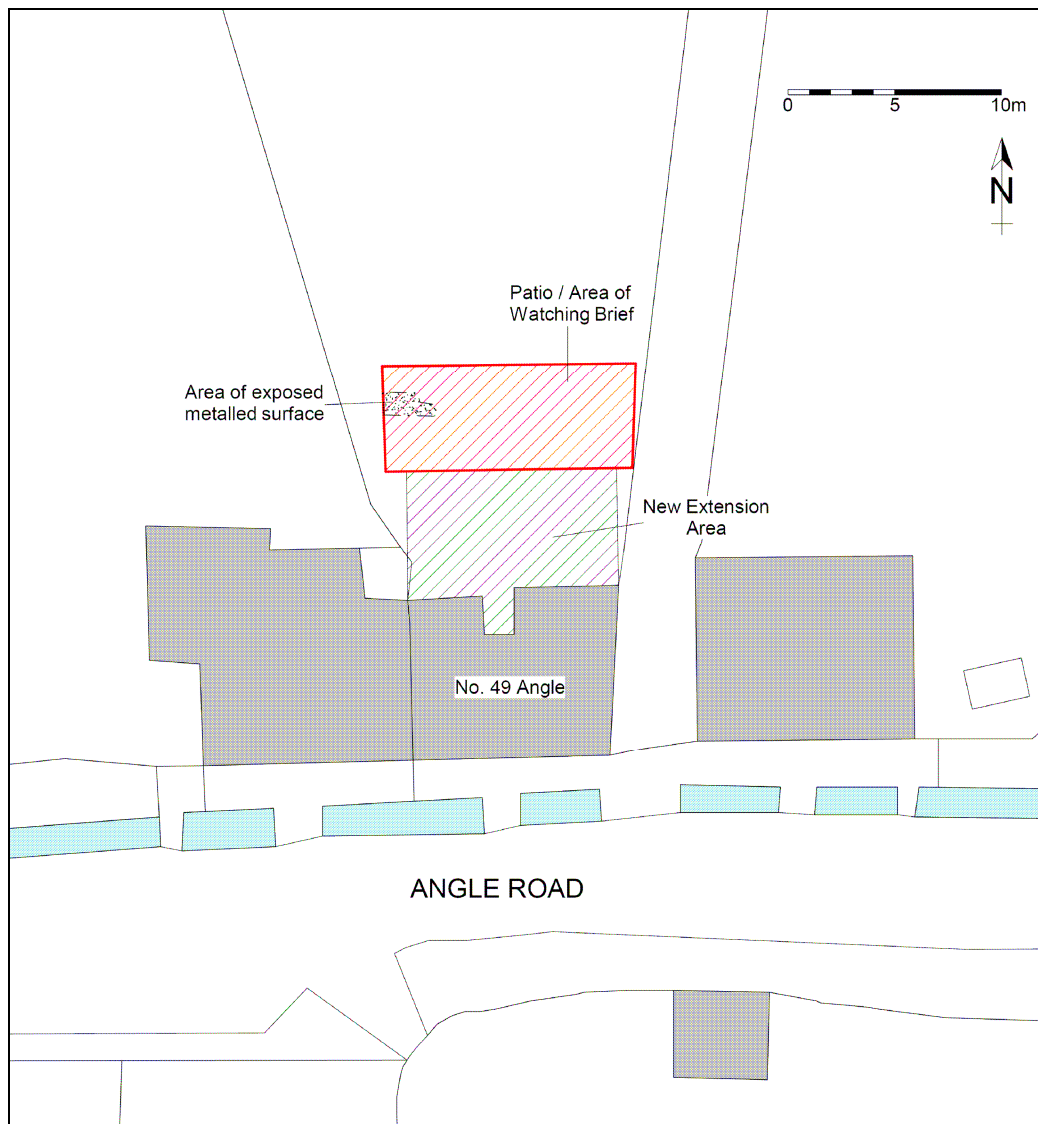 0 5 10m
N
Patio / Area of
Watching Brief
Area of exposed
metalled surface
New Extension
Area
No. 49 Angle
ANGLE ROAD